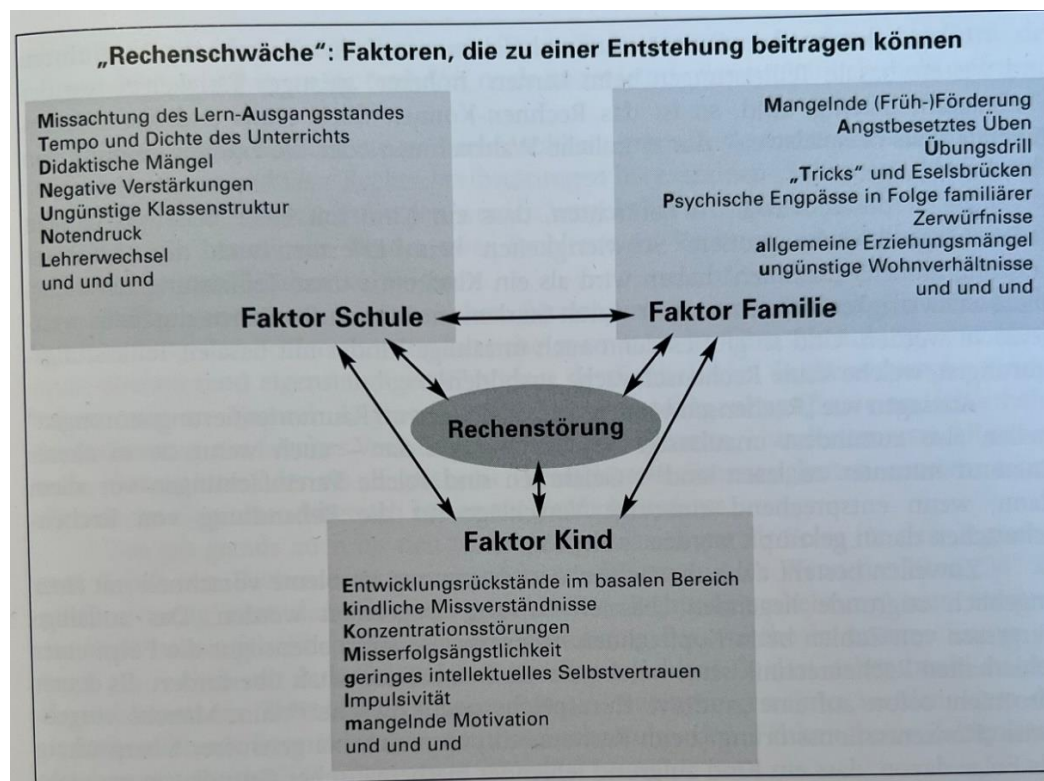 „Rechenschwäche“: Faktoren, die zu einer Entstehung beitragen können
Missachtung des Lern-Ausgangsstandes
Tempo und Dichte des Unterrichts
Didaktische Mängel
Negative Verstärkungen
Ungünstige Klassenstruktur
Notendruck
Lehrerwechsel
und und und
Faktor Schule
Mangelnde (Früh-)Förderung
Angstbesetztes Üben
Übungsdrill
„Tricks“ und Eselsbrücken
Psychische Engpässe in Folge familiärer
Zerwürfnisse
allgemeine Erziehungsmängel
ungünstige Wohnverhältnisse
und und und
Faktor Familie
Rechenstörung
Faktor Kind
Entwicklungsrückstände im basalen Bereich
kindliche Missverständnisse
Konzentrationsstörungen
Misserfolgsängstlichkeit
geringes intellektuelles Selbstvertrauen
Impulsivität
mangelnde Motivation
und und und